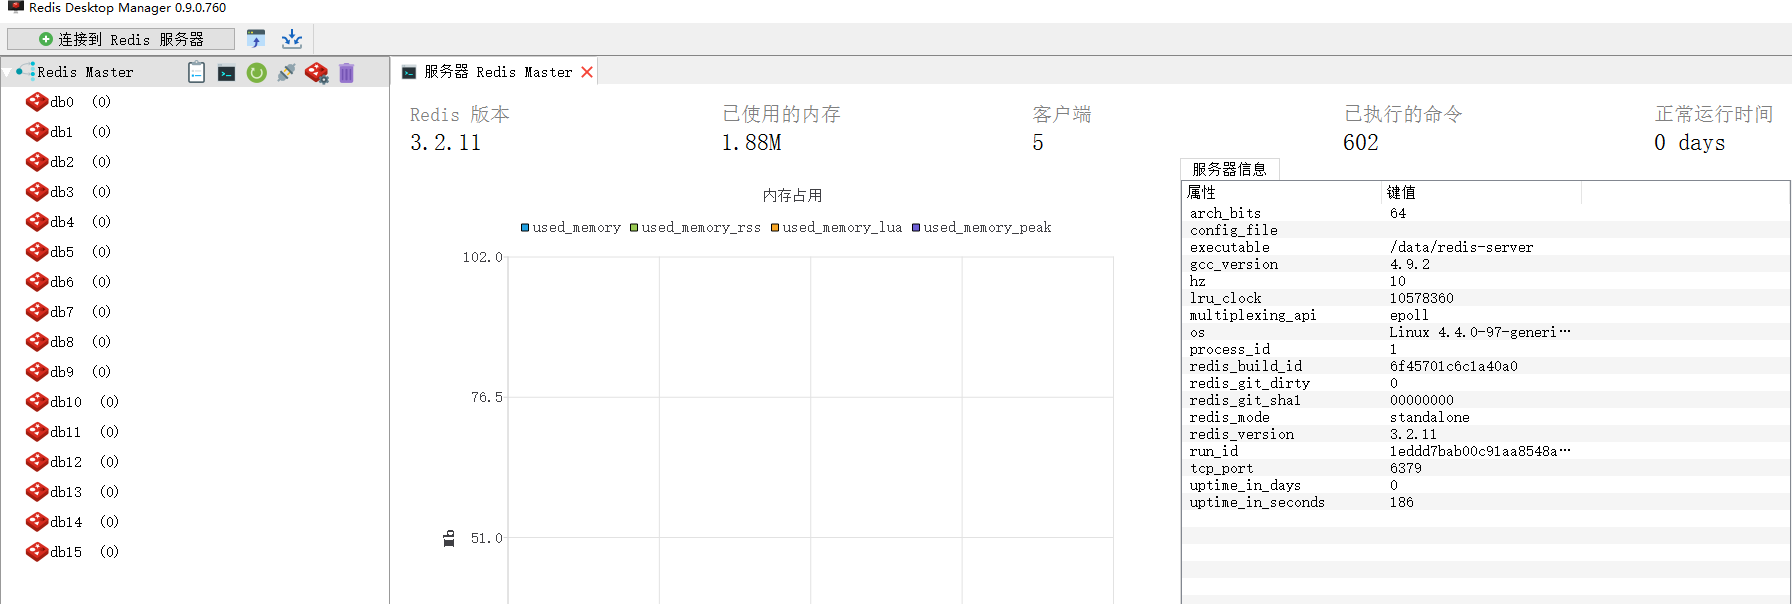 Redis Desktop Manager 0.9.0.760
连接到 Redis 服务器
Redis Master
db0 (0)
db1 (0)
db2 (0)
db3 (0)
db4 (0)
db5 (0)
db6 (0)
db7 (0)
db8 (0)
db9 (0)
db10 (0)
db11 (0)
db12 (0)
db13 (0)
db14 (0)
db15 (0)
服务器 Redis Master
Redis 版本
3.2.11
已使用的内存
1.88M
客户端
5
已执行的命令
602
正常运行时间
0 days
内存占用
used_memory used_memory_rss used_memory_lua used_memory_peak
102.0
76.5
51.0
服务器信息
属性 键值
arch_bits 64
config_file
executable /data/redis-server
gcc_version 4.9.2
hz 10
lru_clock 10578360
multiplexing_api epoll
os Linux 4.4.0-97-generi…
process_id 1
redis_build_id 6f45701c6c1a40a0
redis_git_dirty 0
redis_git_sha1 00000000
redis_mode standalone
redis_version 3.2.11
run_id 1eddd7bab00c91aa8548a…
tcp_port 6379
uptime_in_days 0
uptime_in_seconds 186